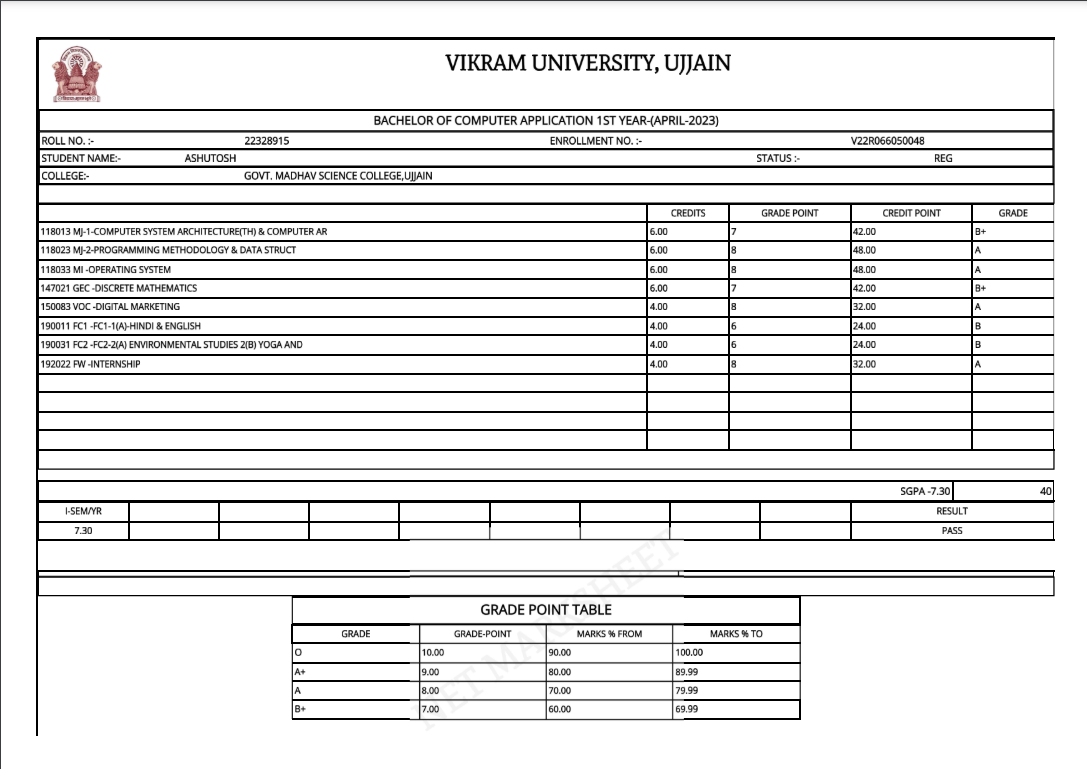 VIKRAM UNIVERSITY, UJJAIN
BACHELOR OF COMPUTER APPLICATION 1ST YEAR-(APRIL-2023)
ROLL NO. :- 22328915 ENROLLMENT NO. :- V22R066050048
STUDENT NAME:- ASHUTOSH STATUS :- REG
COLLEGE:- GOVT. MADHAV SCIENCE COLLEGE,UJJAIN
CREDITS GRADE POINT CREDIT POINT GRADE
118013 MJ-1-COMPUTER SYSTEM ARCHITECTURE(TH) & COMPUTER AR 6.00 7 42.00 B+
118023 MJ-2-PROGRAMMING METHODOLOGY & DATA STRUCT 6.00 8 48.00 A
118033 MI -OPERATING SYSTEM 6.00 8 48.00 A
147021 GEC -DISCRETE MATHEMATICS 6.00 7 42.00 B+
150083 VOC -DIGITAL MARKETING 4.00 8 32.00 A
190011 FC1 -FC1-1(A)-HINDI & ENGLISH 4.00 6 24.00 B
190031 FC2 -FC2-2(A) ENVIRONMENTAL STUDIES 2(B) YOGA AND 4.00 6 24.00 B
192022 FW -INTERNSHIP 4.00 8 32.00 A
SGPA -7.30 40
I-SEM/YR RESULT
7.30 PASS
NET MARKSHEET
GRADE POINT TABLE
GRADE GRADE-POINT MARKS % FROM MARKS % TO
O 10.00 90.00 100.00
A+ 9.00 80.00 89.99
A 8.00 70.00 79.99
B+ 7.00 60.00 69.99